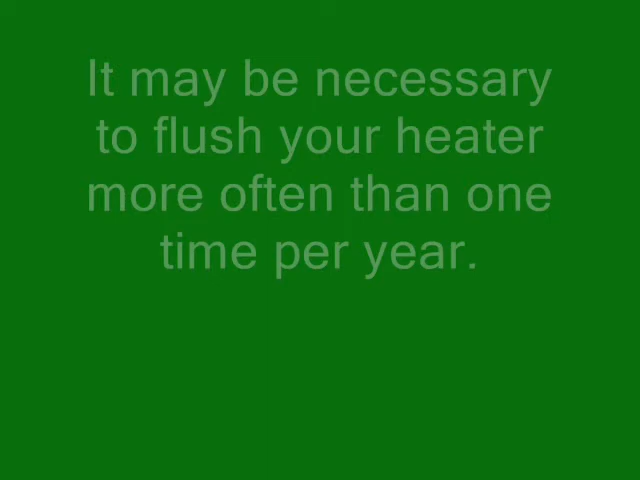 It may be necessary
to flush your heater
more often than one
time per year.